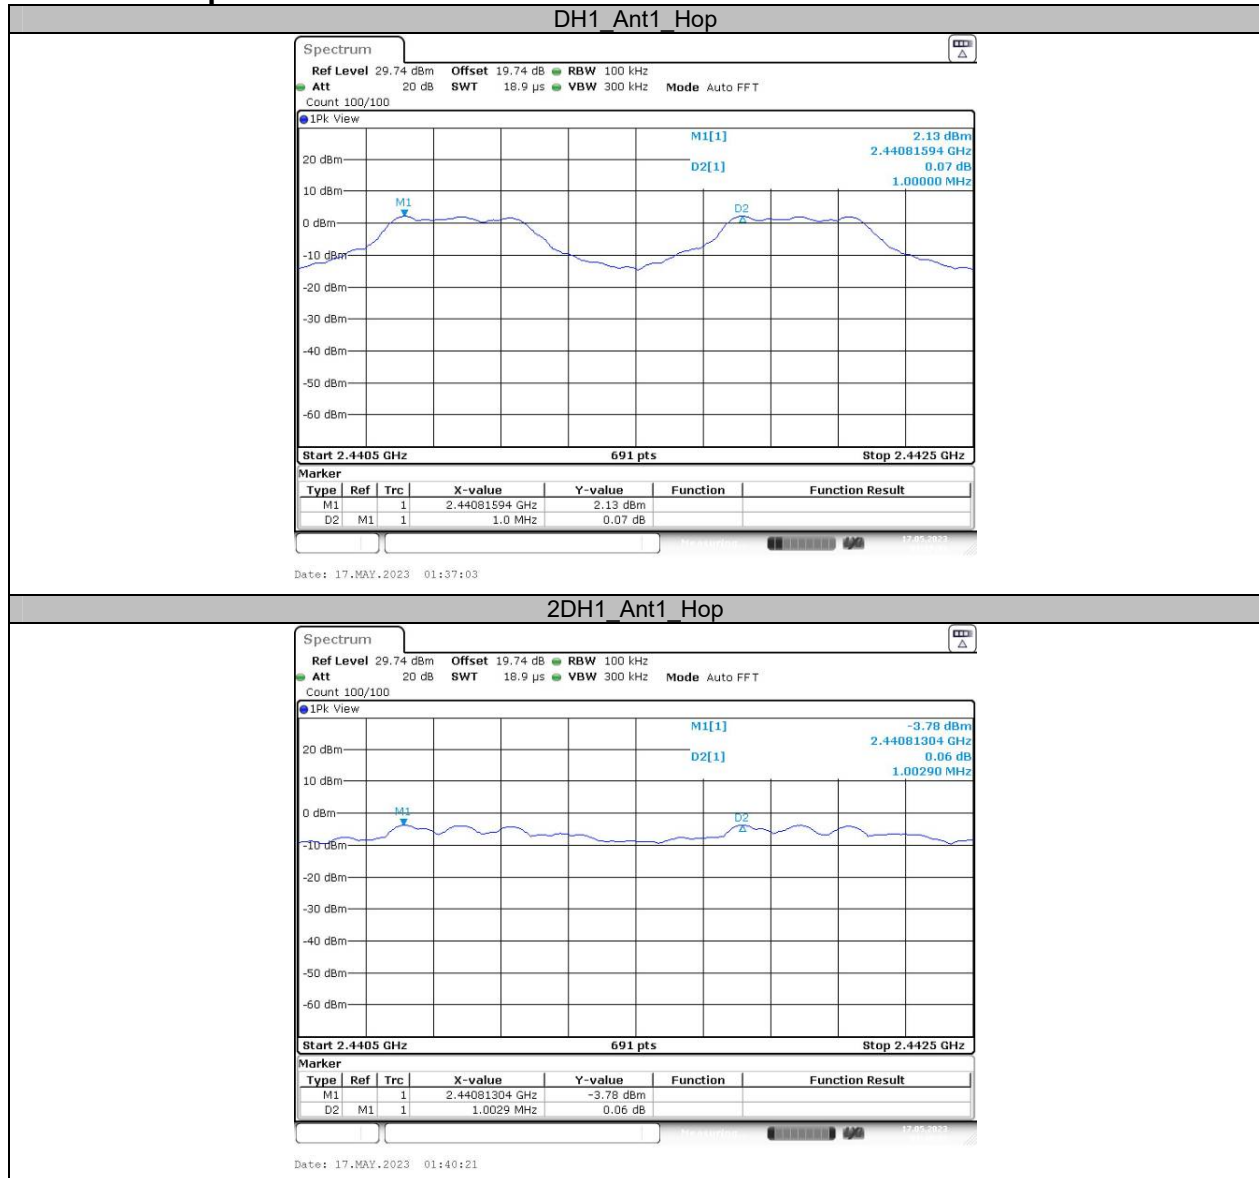 DH1_Ant1_Hop
Spectrum
Ref Level 29.74 dBm Offset 19.74 dB RBW 100 kHz
Att 20 dB SWT 18.9 µs VBW 300 kHz Mode Auto FFT
Count 100/100
1Pk View
M1[1] 2.13 dBm
2.44081594 GHz
D2[1] 0.07 dB
1.00000 MHz
20 dBm
10 dBm
M1
D2
0 dBm
-10 dBm
-20 dBm
-30 dBm
-40 dBm
-50 dBm
-60 dBm
Start 2.4405 GHz 691 pts Stop 2.4425 GHz
Marker
Type Ref Trc X-value Y-value Function Function Result
M1 1 2.44081594 GHz 2.13 dBm
D2 M1 1 1.0 MHz 0.07 dB
17.05.2023
Date: 17.MAY.2023 01:37:03
2DH1_Ant1_Hop
Spectrum
Ref Level 29.74 dBm Offset 19.74 dB RBW 100 kHz
Att 20 dB SWT 18.9 µs VBW 300 kHz Mode Auto FFT
Count 100/100
1Pk View
M1[1] -3.78 dBm
2.44081304 GHz
D2[1] 0.06 dB
1.00290 MHz
20 dBm
10 dBm
0 dBm
M1
D2
-10 dBm
-20 dBm
-30 dBm
-40 dBm
-50 dBm
-60 dBm
Start 2.4405 GHz 691 pts Stop 2.4425 GHz
Marker
Type Ref Trc X-value Y-value Function Function Result
M1 1 2.44081304 GHz -3.78 dBm
D2 M1 1 1.0029 MHz 0.06 dB
17.05.2023
Date: 17.MAY.2023 01:40:21